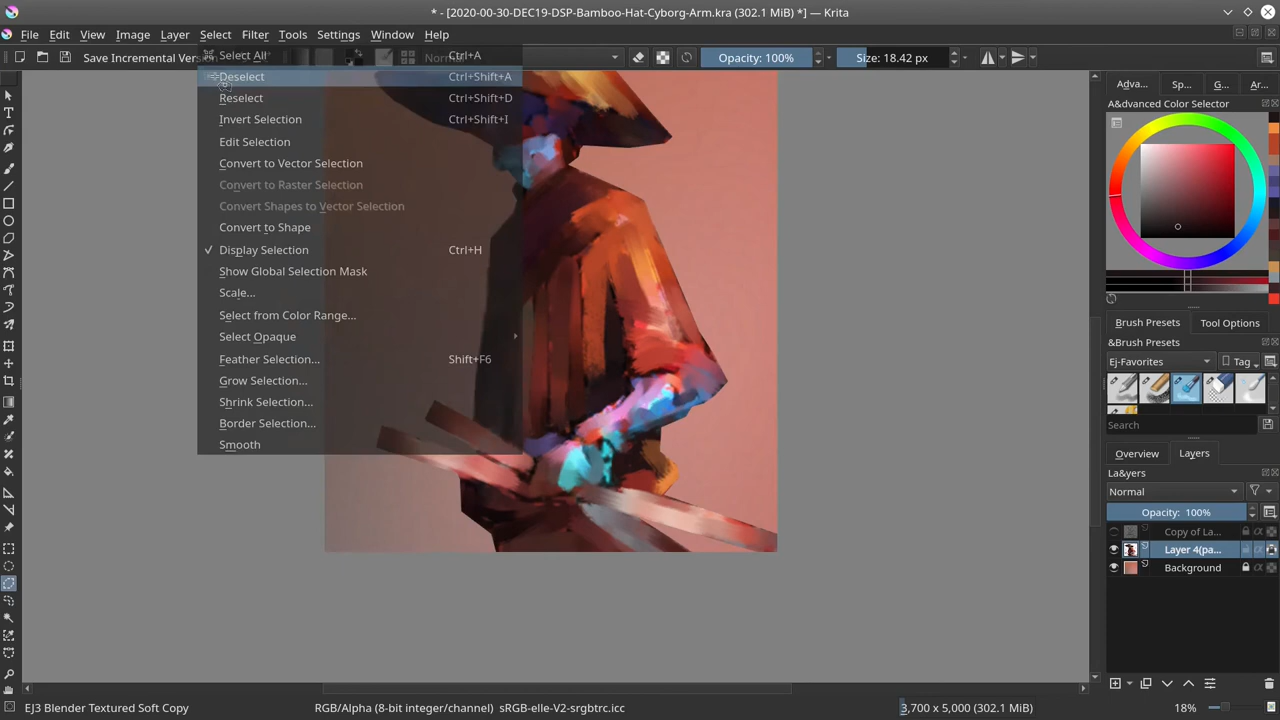 * - [2020-00-30-DEC19-DSP-Bamboo-Hat-Cyborg-Arm.kra (302.1 MiB) *] - Krita
File Edit View Image Layer Select Filter Tools Settings Window Help
Save Incremental Ver
Normal
Opacity: 100%
Size: 18.42 px
Select All Ctrl+A
Deselect Ctrl+Shift+A
Reselect Ctrl+Shift+D
Invert Selection Ctrl+Shift+I
Edit Selection
Convert to Vector Selection
Convert to Raster Selection
Convert Shapes to Vector Selection
Convert to Shape
✓ Display Selection Ctrl+H
Show Global Selection Mask
Scale...
Select from Color Range...
Select Opaque
Feather Selection... Shift+F6
Grow Selection...
Shrink Selection...
Border Selection...
Smooth
Adva... Sp... G... Ar...
A&dvanced Color Selector
Brush Presets Tool Options
&Brush Presets
Ej-Favorites Tag
Search
Overview Layers
La&yers
Normal
Opacity: 100%
Copy of La...
Layer 4(pa...
Background
EJ3 Blender Textured Soft Copy
RGB/Alpha (8-bit integer/channel) sRGB-elle-V2-srgbtrc.icc
3,700 x 5,000 (302.1 MiB)
18%